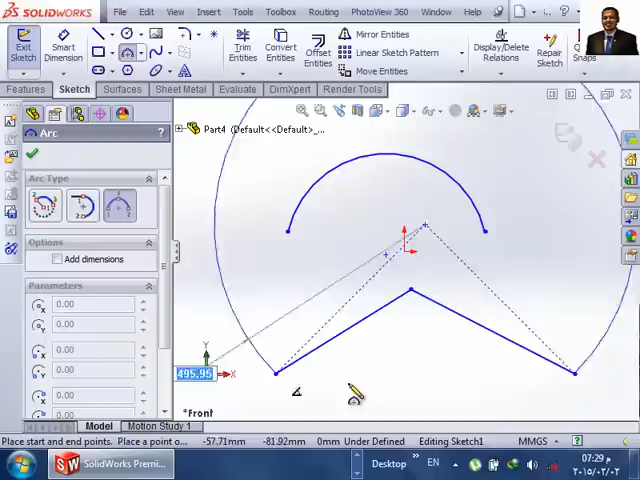 SOLIDWORKS File Edit View Insert Tools Routing PhotoView 360 Window ?
Exit Sketch
Smart Dimension
Trim Entities
Convert Entities
Offset Entities
Mirror Entities
Linear Sketch Pattern
Move Entities
Display/Delete Relations
Repair Sketch
Quick Snaps
Features Sketch Surfaces Sheet Metal Evaluate DimXpert Render Tools
Part4 (Default<<Default>_...
Arc ?
Arc Type
Options
Add dimensions
Parameters
0.00
0.00
0.00
0.00
0.00
495.95
Y
X
*Front
Model Motion Study 1
Place start and end points. Place a point o... -57.71mm -81.92mm 0mm Under Defined Editing Sketch1 MMGS
SolidWorks Premi...
Desktop EN
07:29 م
٢٠١٥/٠٢/٠٢